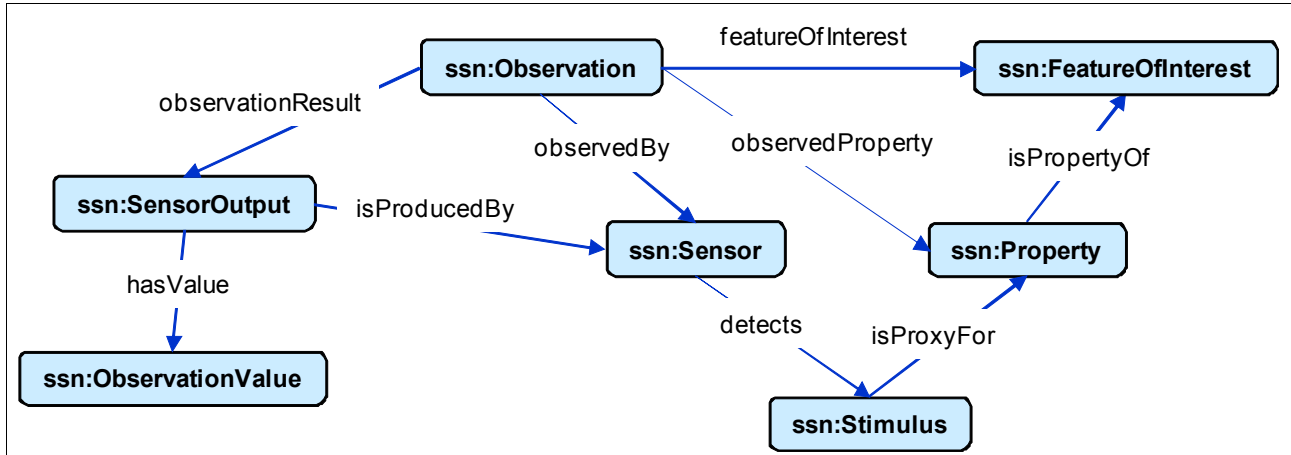 featureOfInterest
ssn:Observation
ssn:FeatureOfInterest
observationResult
observedBy
observedProperty
isPropertyOf
ssn:SensorOutput
isProducedBy
ssn:Sensor
ssn:Property
hasValue
detects
isProxyFor
ssn:ObservationValue
ssn:Stimulus